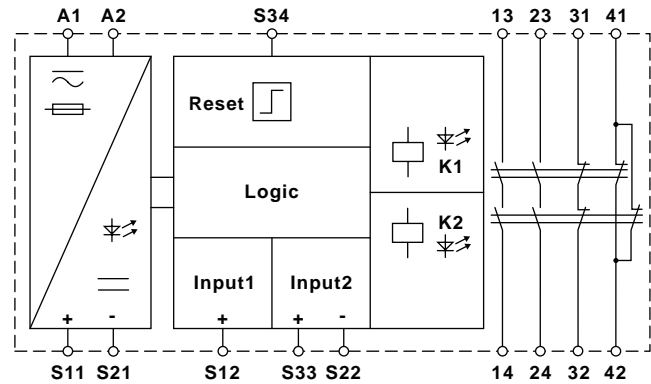 A1 A2 S34 13 23 31 41
Reset
K1
Logic
K2
Input1 Input2
+ - + + -
S11 S21 S12 S33 S22 14 24 32 42